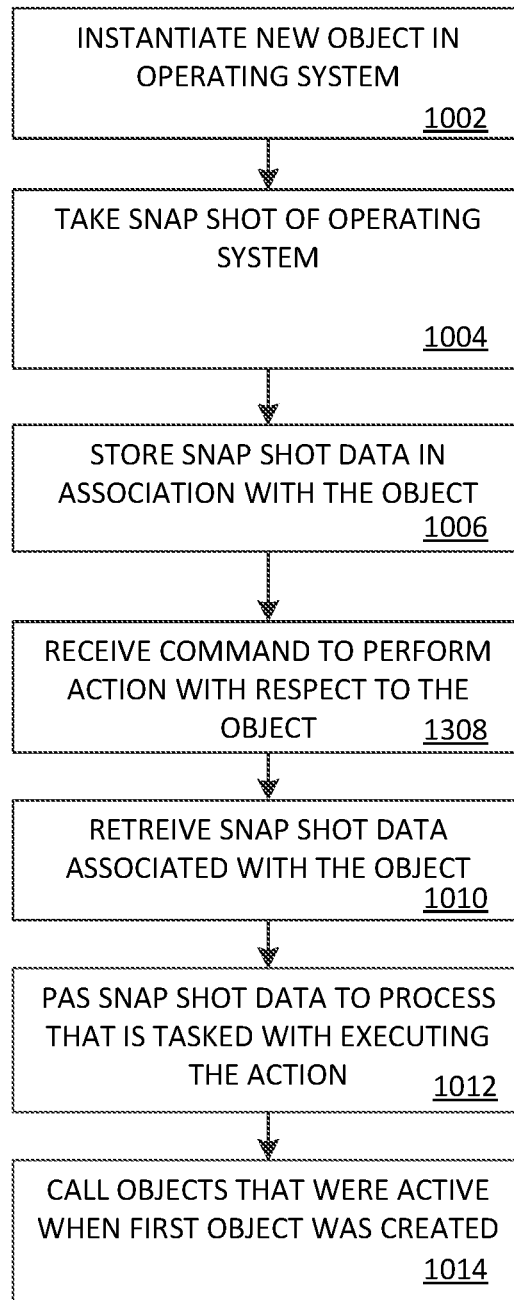 INSTANTIATE NEW OBJECT IN
OPERATING SYSTEM
1002
TAKE SNAP SHOT OF OPERATING
SYSTEM
1004
STORE SNAP SHOT DATA IN
ASSOCIATION WITH THE OBJECT
1006
RECEIVE COMMAND TO PERFORM
ACTION WITH RESPECT TO THE
OBJECT
1308
RETREIVE SNAP SHOT DATA
ASSOCIATED WITH THE OBJECT
1010
PAS SNAP SHOT DATA TO PROCESS
THAT IS TASKED WITH EXECUTING
THE ACTION
1012
CALL OBJECTS THAT WERE ACTIVE
WHEN FIRST OBJECT WAS CREATED
1014